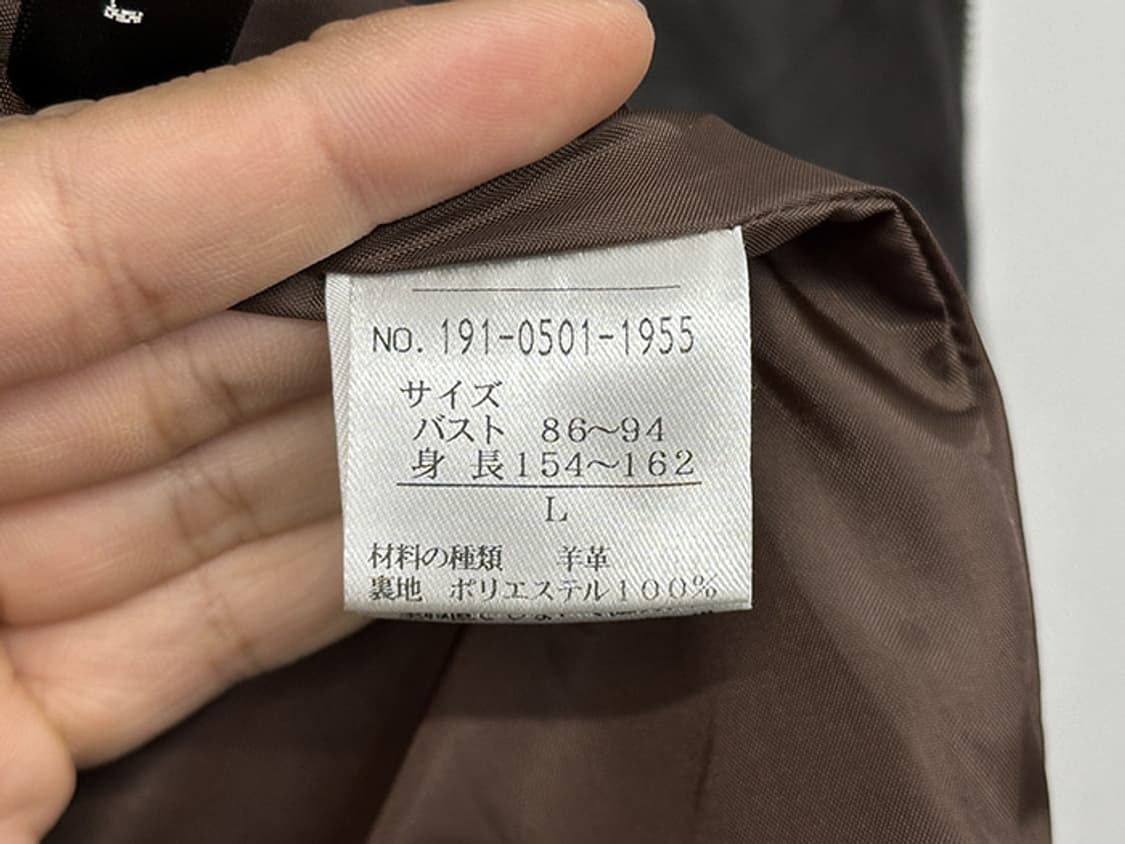 NO. 191-0501-1955
サイズ
バスト 86〜94
身長154〜162
L
材料の種類 羊革
裏地 ポリエステル100%